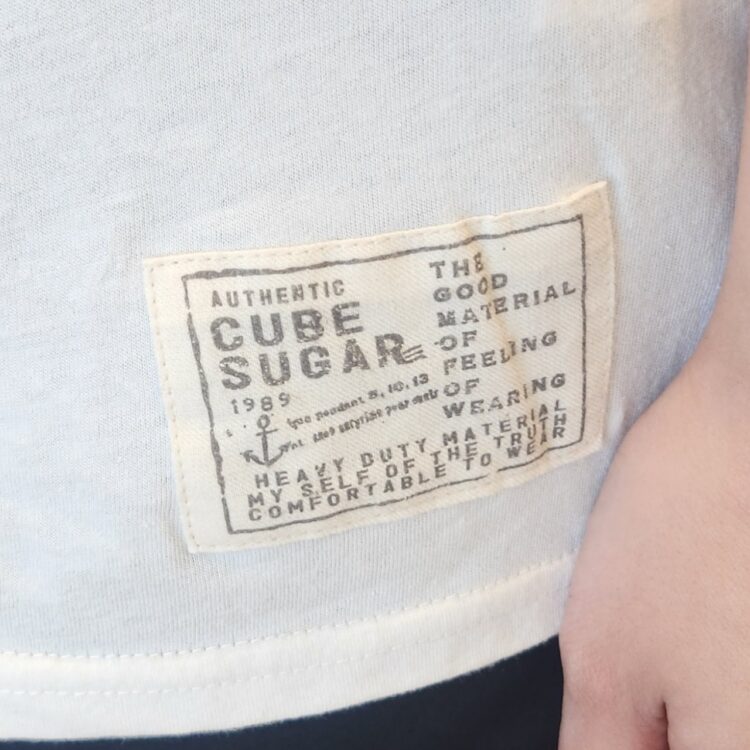 AUTHENTIC
CUBE
SUGAR
1989
THE
GOOD
MATERIAL
OF
FEELING
OF
WEARING
HEAVY DUTY MATERIAL
MY SELF OF THE TRUTH
COMFORTABLE TO WEAR